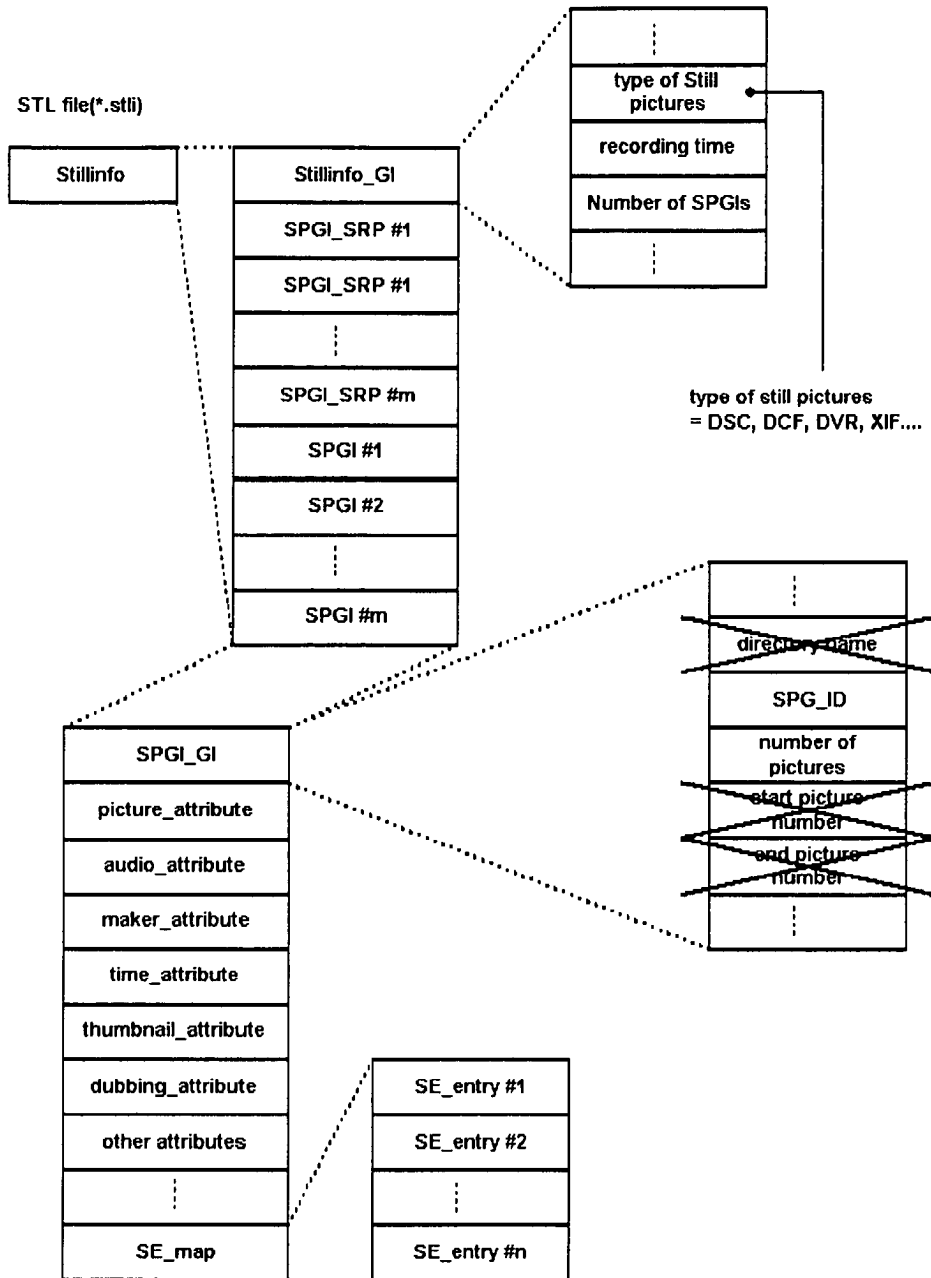 STL file(*.stli)
Stillinfo
Stillinfo_GI
SPGI_SRP #1
SPGI_SRP #1
SPGI_SRP #m
SPGI #1
SPGI #2
SPGI #m
type of Still
pictures
recording time
Number of SPGIs
type of still pictures
= DSC, DCF, DVR, XIF....
directory name
SPG_ID
number of
pictures
start picture
number
end picture
number
SPGI_GI
picture_attribute
audio_attribute
maker_attribute
time_attribute
thumbnail_attribute
dubbing_attribute
other attributes
SE_map
SE_entry #1
SE_entry #2
SE_entry #n